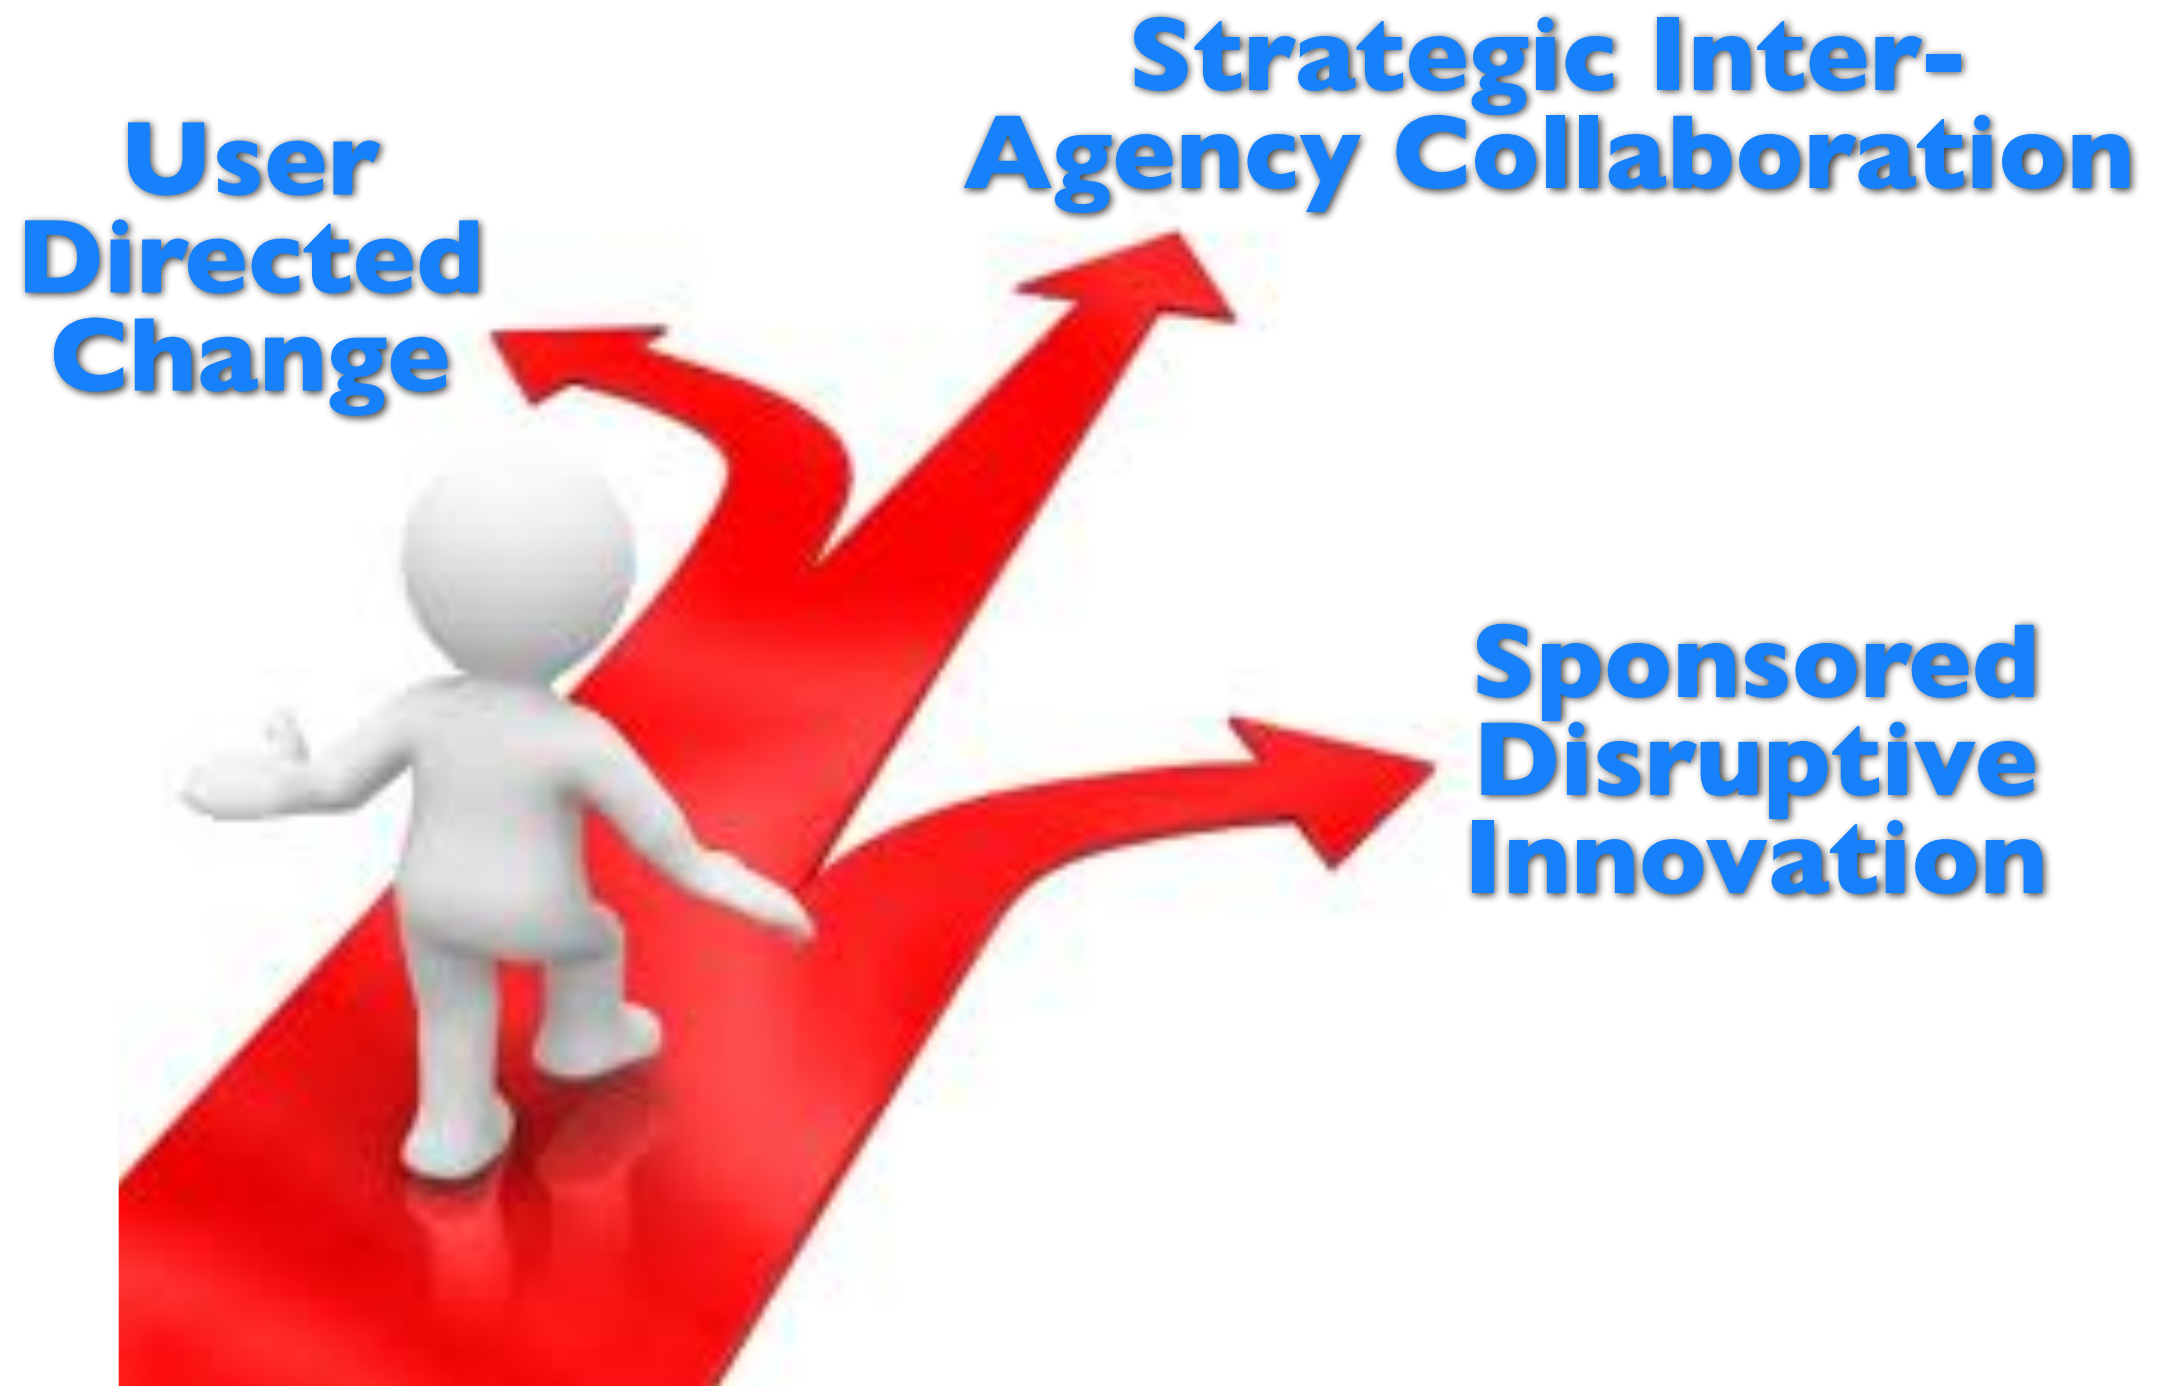 User
Directed
Change
Strategic Inter-
Agency Collaboration
Sponsored
Disruptive
Innovation